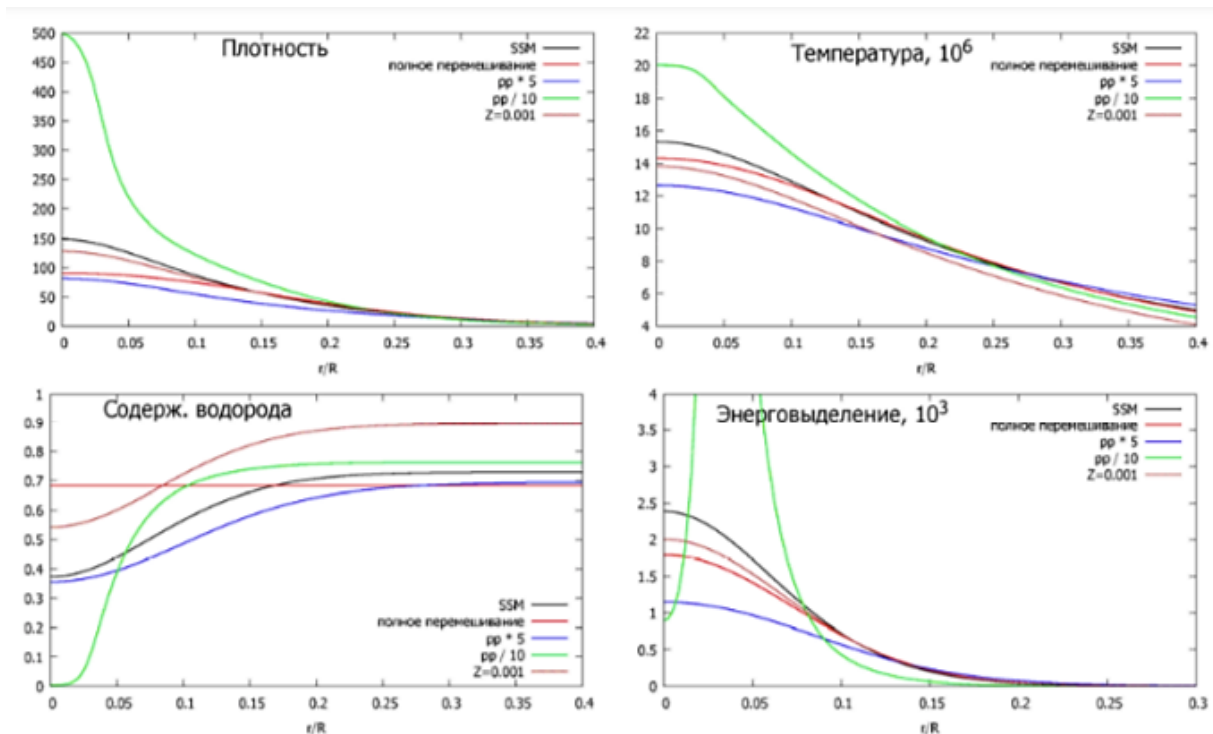 Плотность
500
450
400
350
300
250
200
150
100
50
0
SSM
полное перемешивание
pp * 5
pp / 10
Z=0.001
0 0.05 0.1 0.15 0.2 0.25 0.3 0.35 0.4
r/R
Температура, 10⁶
22
20
18
16
14
12
10
8
6
4
SSM
полное перемешивание
pp * 5
pp / 10
Z=0.001
0 0.05 0.1 0.15 0.2 0.25 0.3 0.35 0.4
r/R
Содерж. водорода
1
0.9
0.8
0.7
0.6
0.5
0.4
0.3
0.2
0.1
0
SSM
полное перемешивание
pp * 5
pp / 10
Z=0.001
0 0.05 0.1 0.15 0.2 0.25 0.3 0.35 0.4
r/R
Энерговыделение, 10³
4
3.5
3
2.5
2
1.5
1
0.5
0
SSM
полное перемешивание
pp * 5
pp / 10
Z=0.001
0 0.05 0.1 0.15 0.2 0.25 0.3
r/R